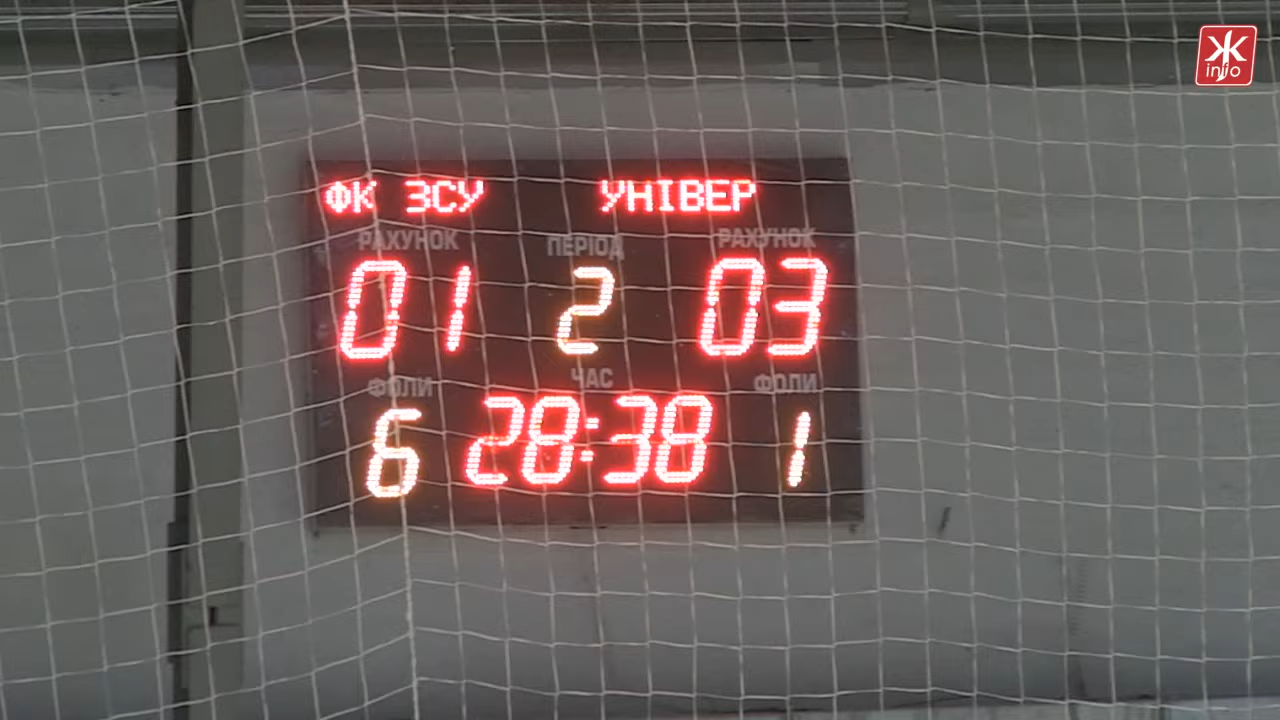 Ж info
ФК ЗСУ УНІВЕР
РАХУНОК ПЕРІОД РАХУНОК
01 2 03
ФОЛИ ЧАС ФОЛИ
6 28:38 1